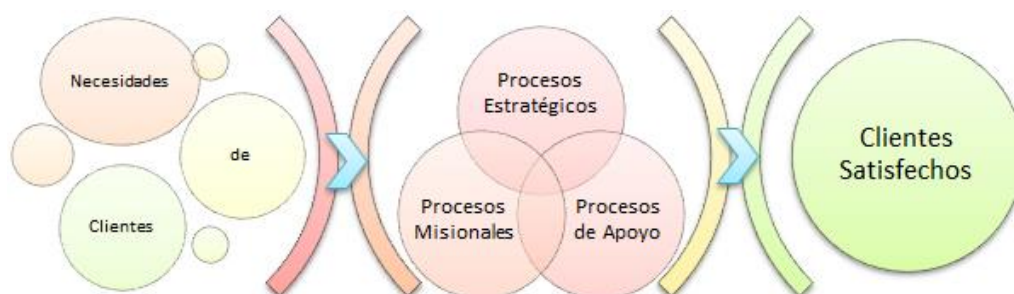 Necesidades
de
Clientes
Procesos
Estratégicos
Procesos
Misionales
Procesos
de Apoyo
Clientes
Satisfechos